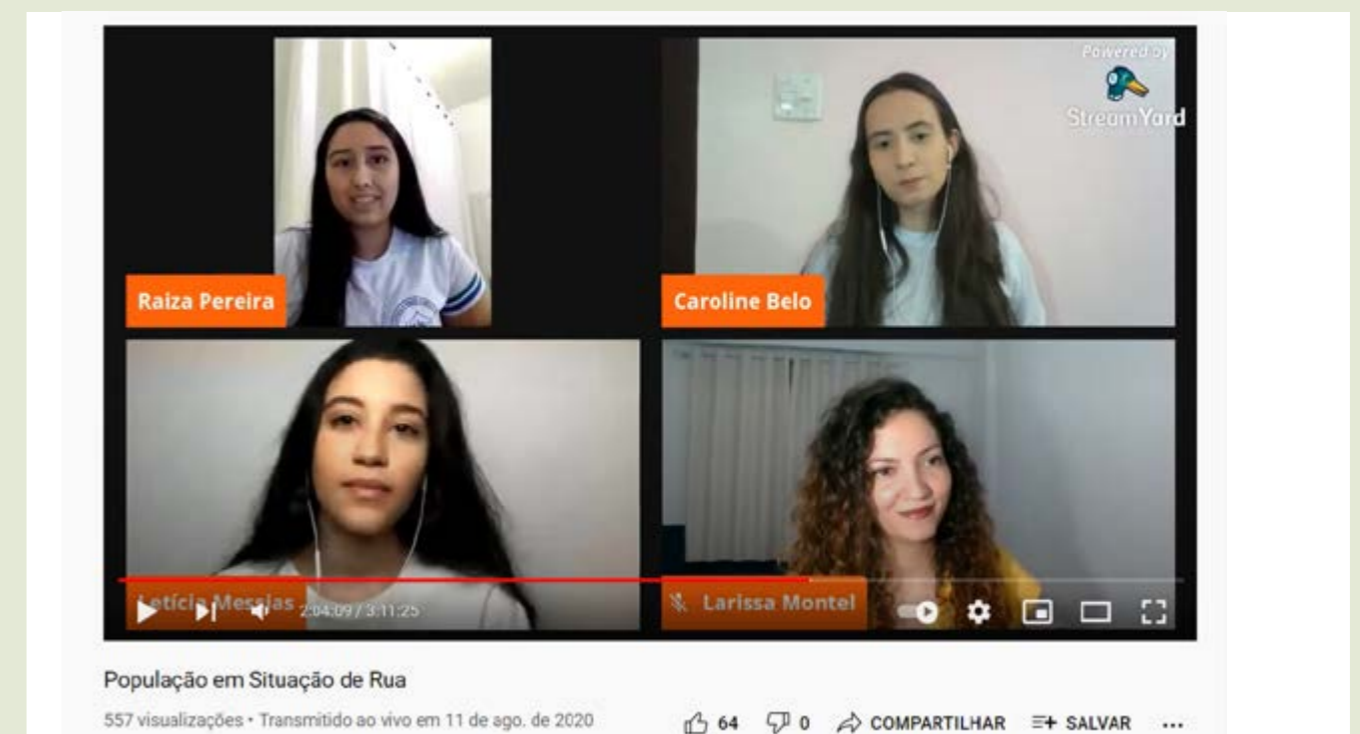 Powered by
StreamYard
Raiza Pereira
Caroline Belo
Letícia Messias
2:04:09 / 3:11:25
Larissa Montel
População em Situação de Rua
557 visualizações • Transmitido ao vivo em 11 de ago. de 2020
64
0
COMPARTILHAR
SALVAR
...